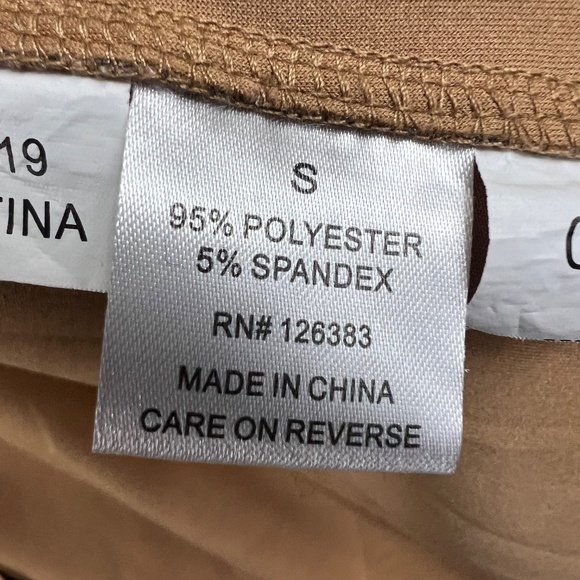 S
95% POLYESTER
5% SPANDEX
RN# 126383
MADE IN CHINA
CARE ON REVERSE
19
TINA